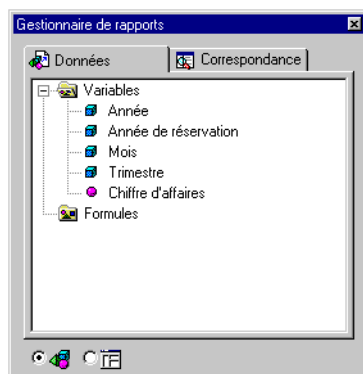 Gestionnaire de rapports
Données Correspondance
Variables
Année
Année de réservation
Mois
Trimestre
Chiffre d'affaires
Formules